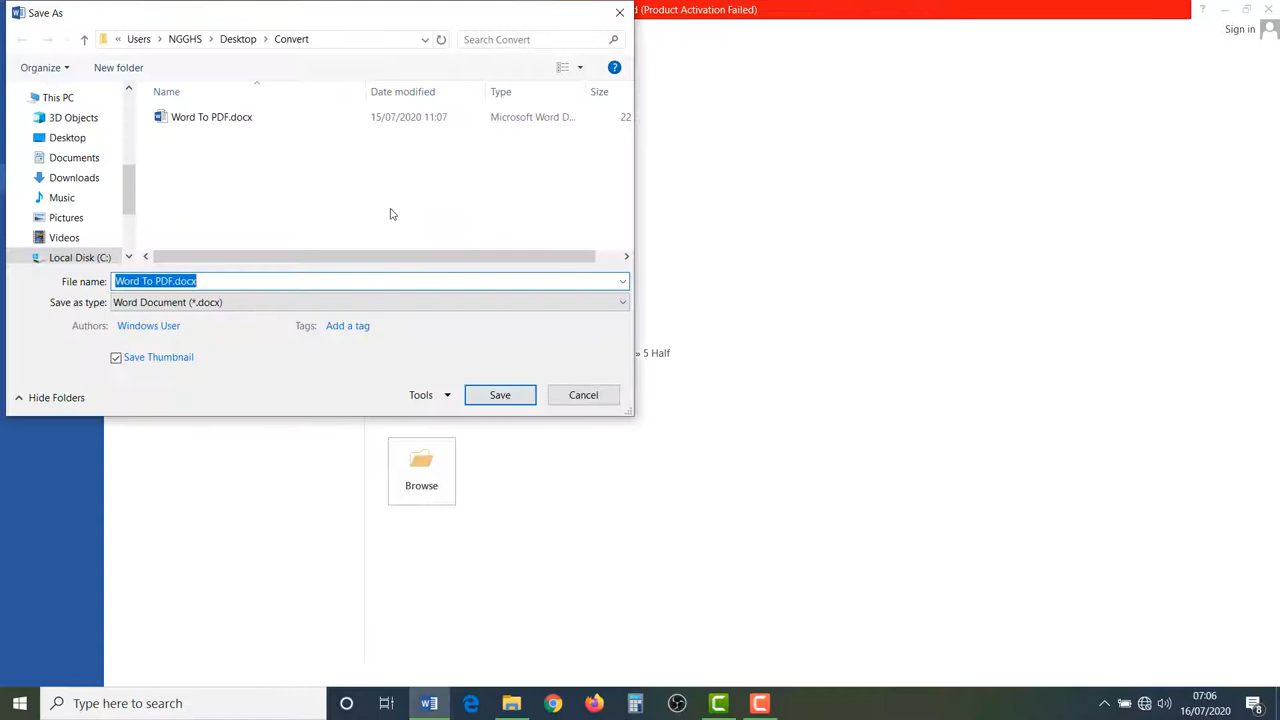 Save As
d (Product Activation Failed)
Sign in
Users > NGGHS > Desktop > Convert
Search Convert
Organize
New folder
Name
Date modified
Type
Size
Word To PDF.docx
15/07/2020 11:07
Microsoft Word D...
22
This PC
3D Objects
Desktop
Documents
Downloads
Music
Pictures
Videos
Local Disk (C:)
File name: Word To PDF.docx
Save as type: Word Document (*.docx)
Authors: Windows User
Tags: Add a tag
Save Thumbnail
» 5 Half
Hide Folders
Tools
Save
Cancel
Browse
Type here to search
07:06
16/07/2020
8